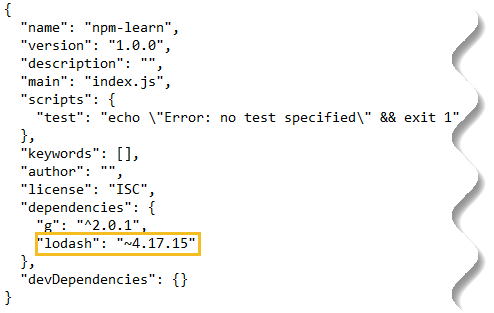 {
"name": "npm-learn",
"version": "1.0.0",
"description": "",
"main": "index.js",
"scripts": {
"test": "echo \"Error: no test specified\" && exit 1"
},
"keywords": [],
"author": "",
"license": "ISC",
"dependencies": {
"g": "^2.0.1",
"lodash": "~4.17.15"
},
"devDependencies": {}
}